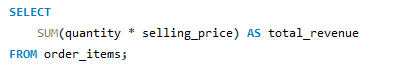 SELECT
    SUM(quantity * selling_price) AS total_revenue
FROM order_items;